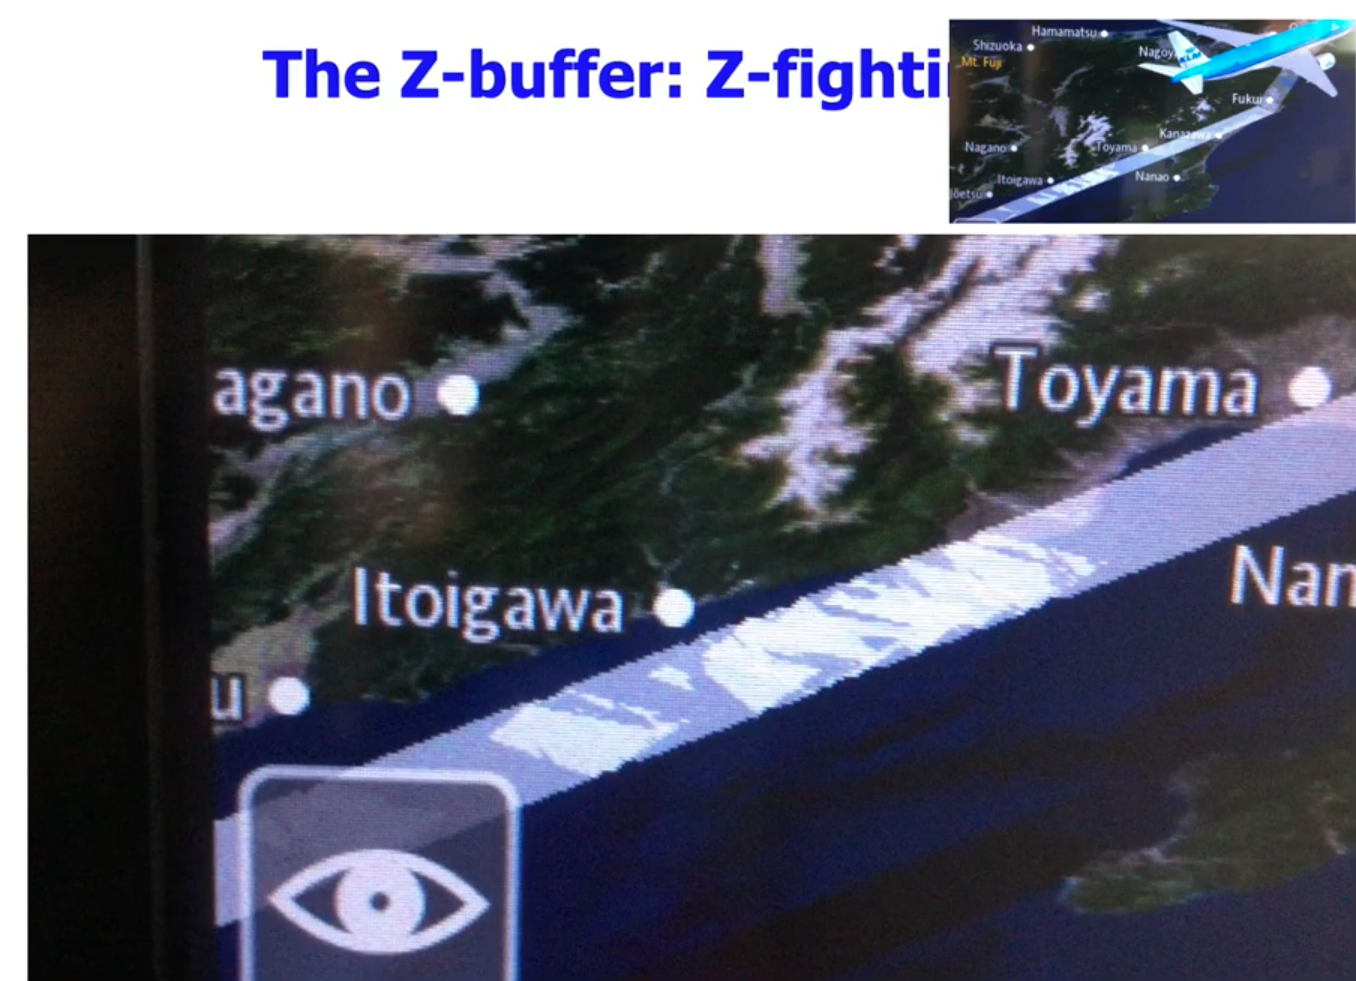 The Z-buffer: Z-fighti
Hamamatsu
Shizuoka
Mt. Fuji
Nagoy
Fukui
Kanazawa
Nagano
Toyama
Itoigawa
Nanao
Jōetsu
agano
Toyama
Itoigawa
Nan
u